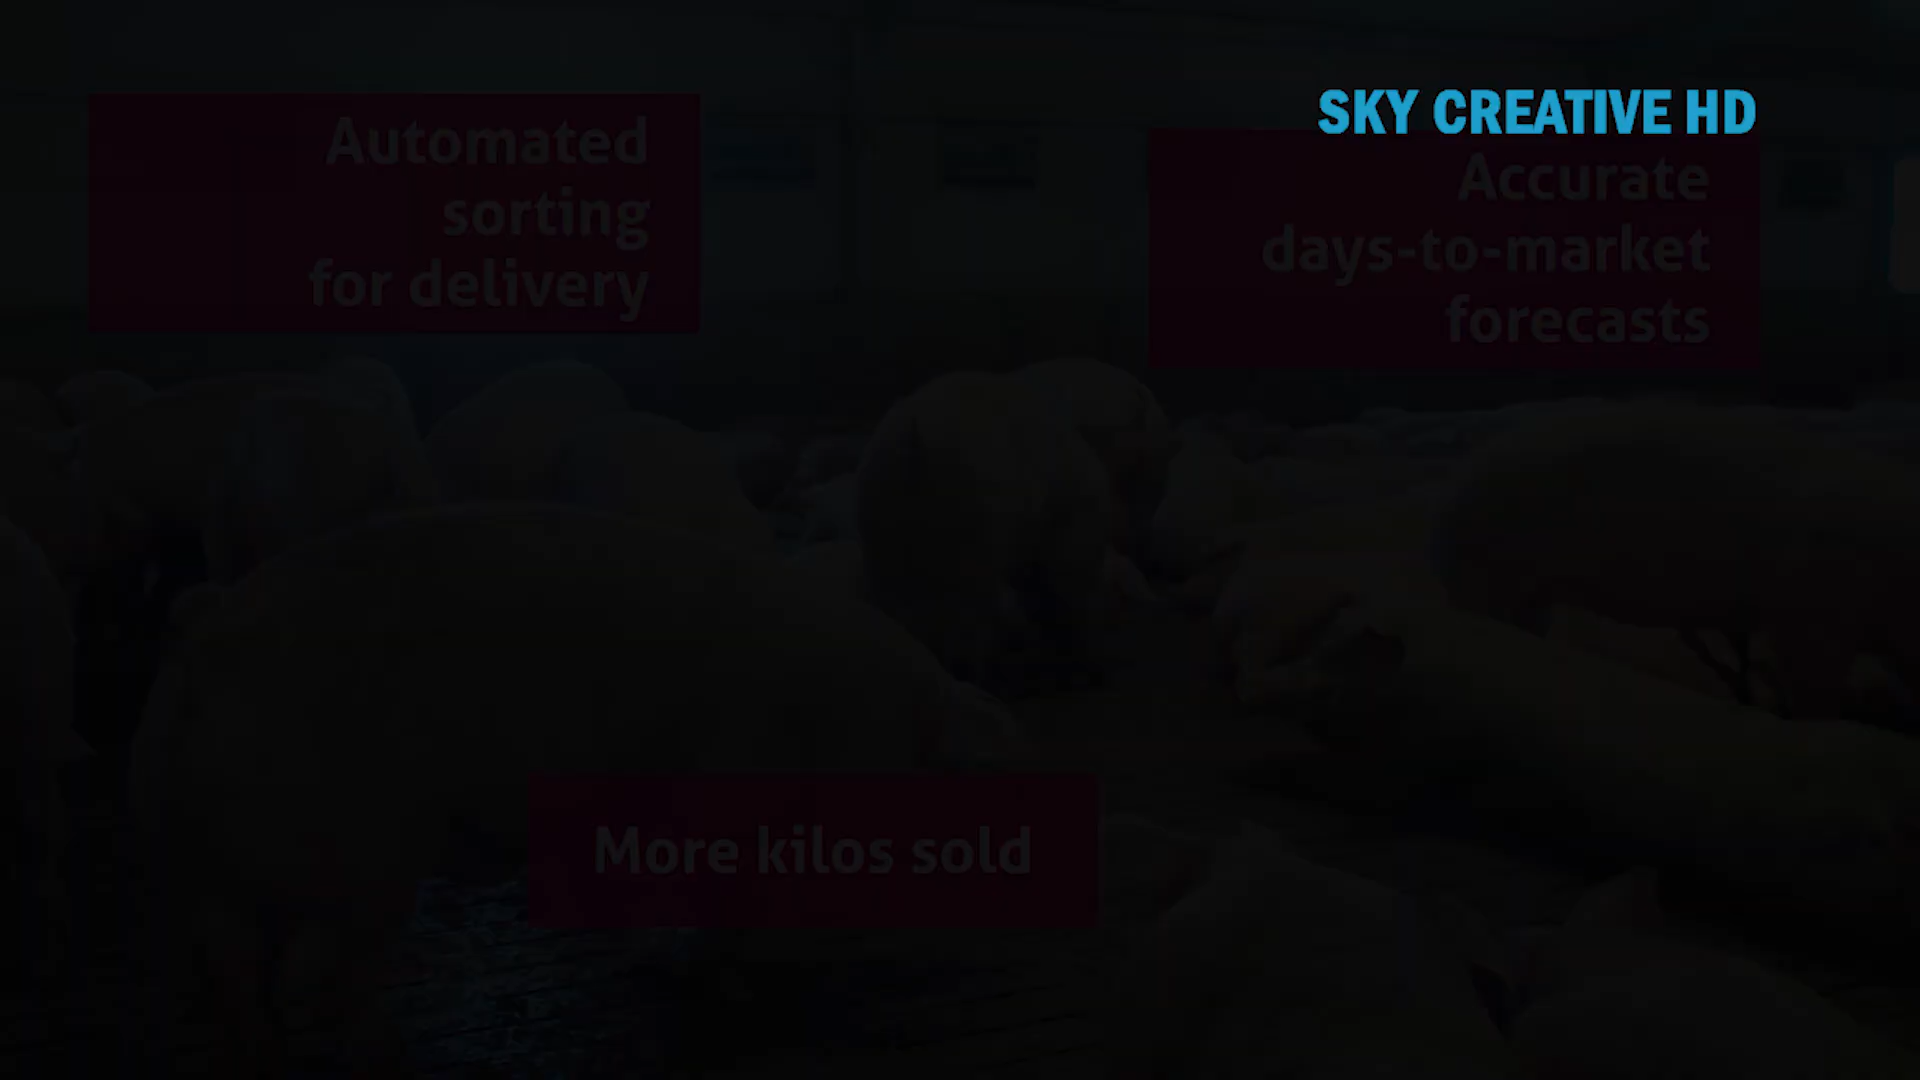 SKY CREATIVE HD
Automated
sorting
for delivery
Accurate
days-to-market
forecasts
More kilos sold